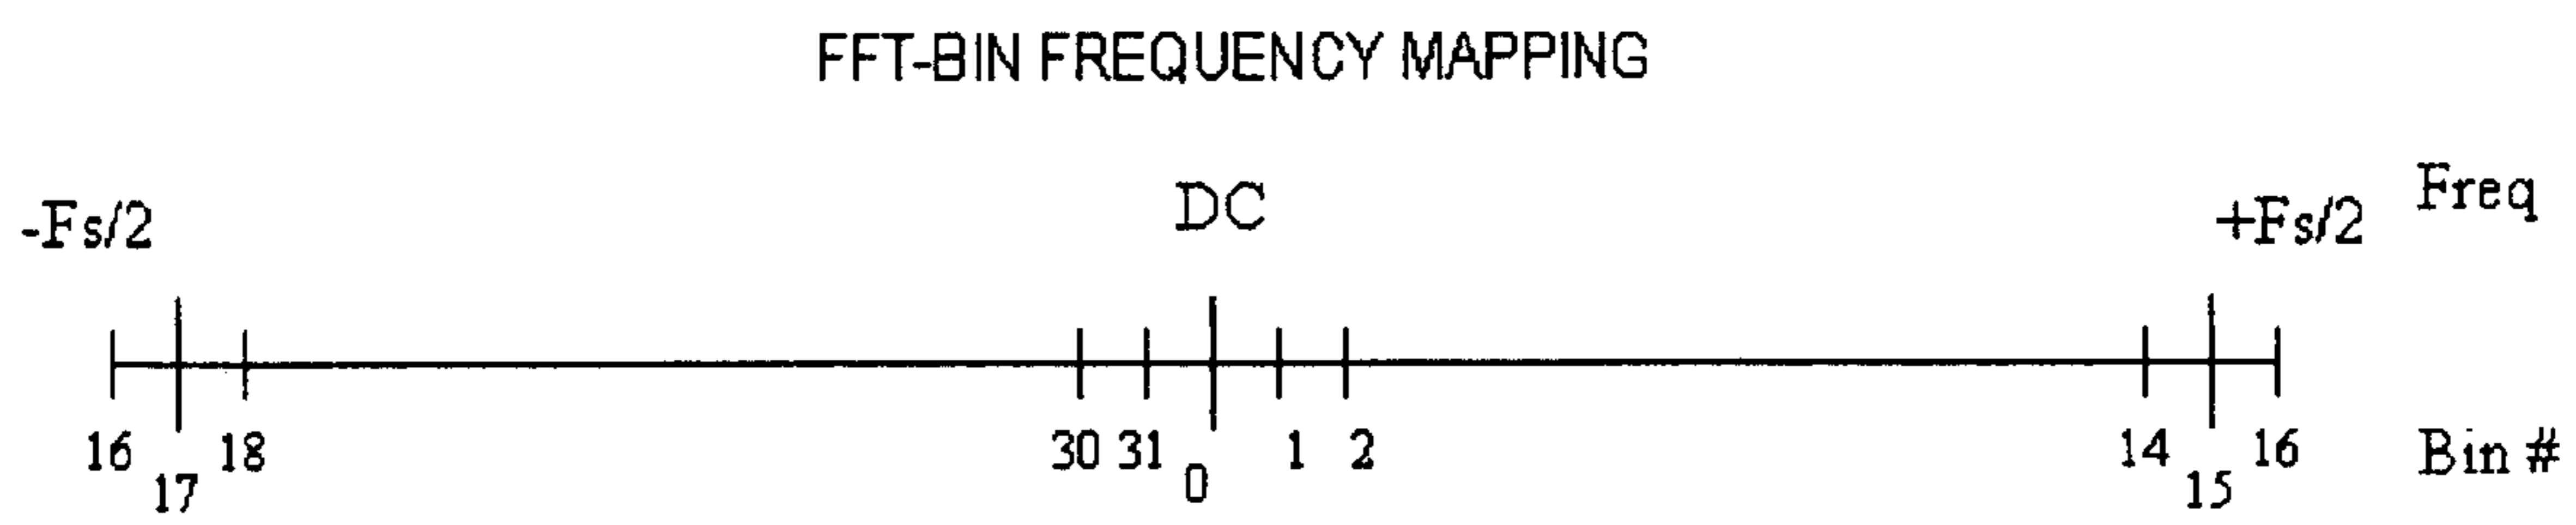 FFT-BIN FREQUENCY MAPPING
-Fs/2 DC +Fs/2 Freq
16 17 18 30 31 0 1 2 14 15 16 Bin #